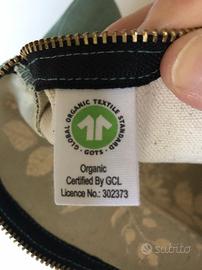 GLOBAL ORGANIC TEXTILE STANDARD
· GOTS ·
Organic
Certified By GCL
Licence No.: 302373
subito